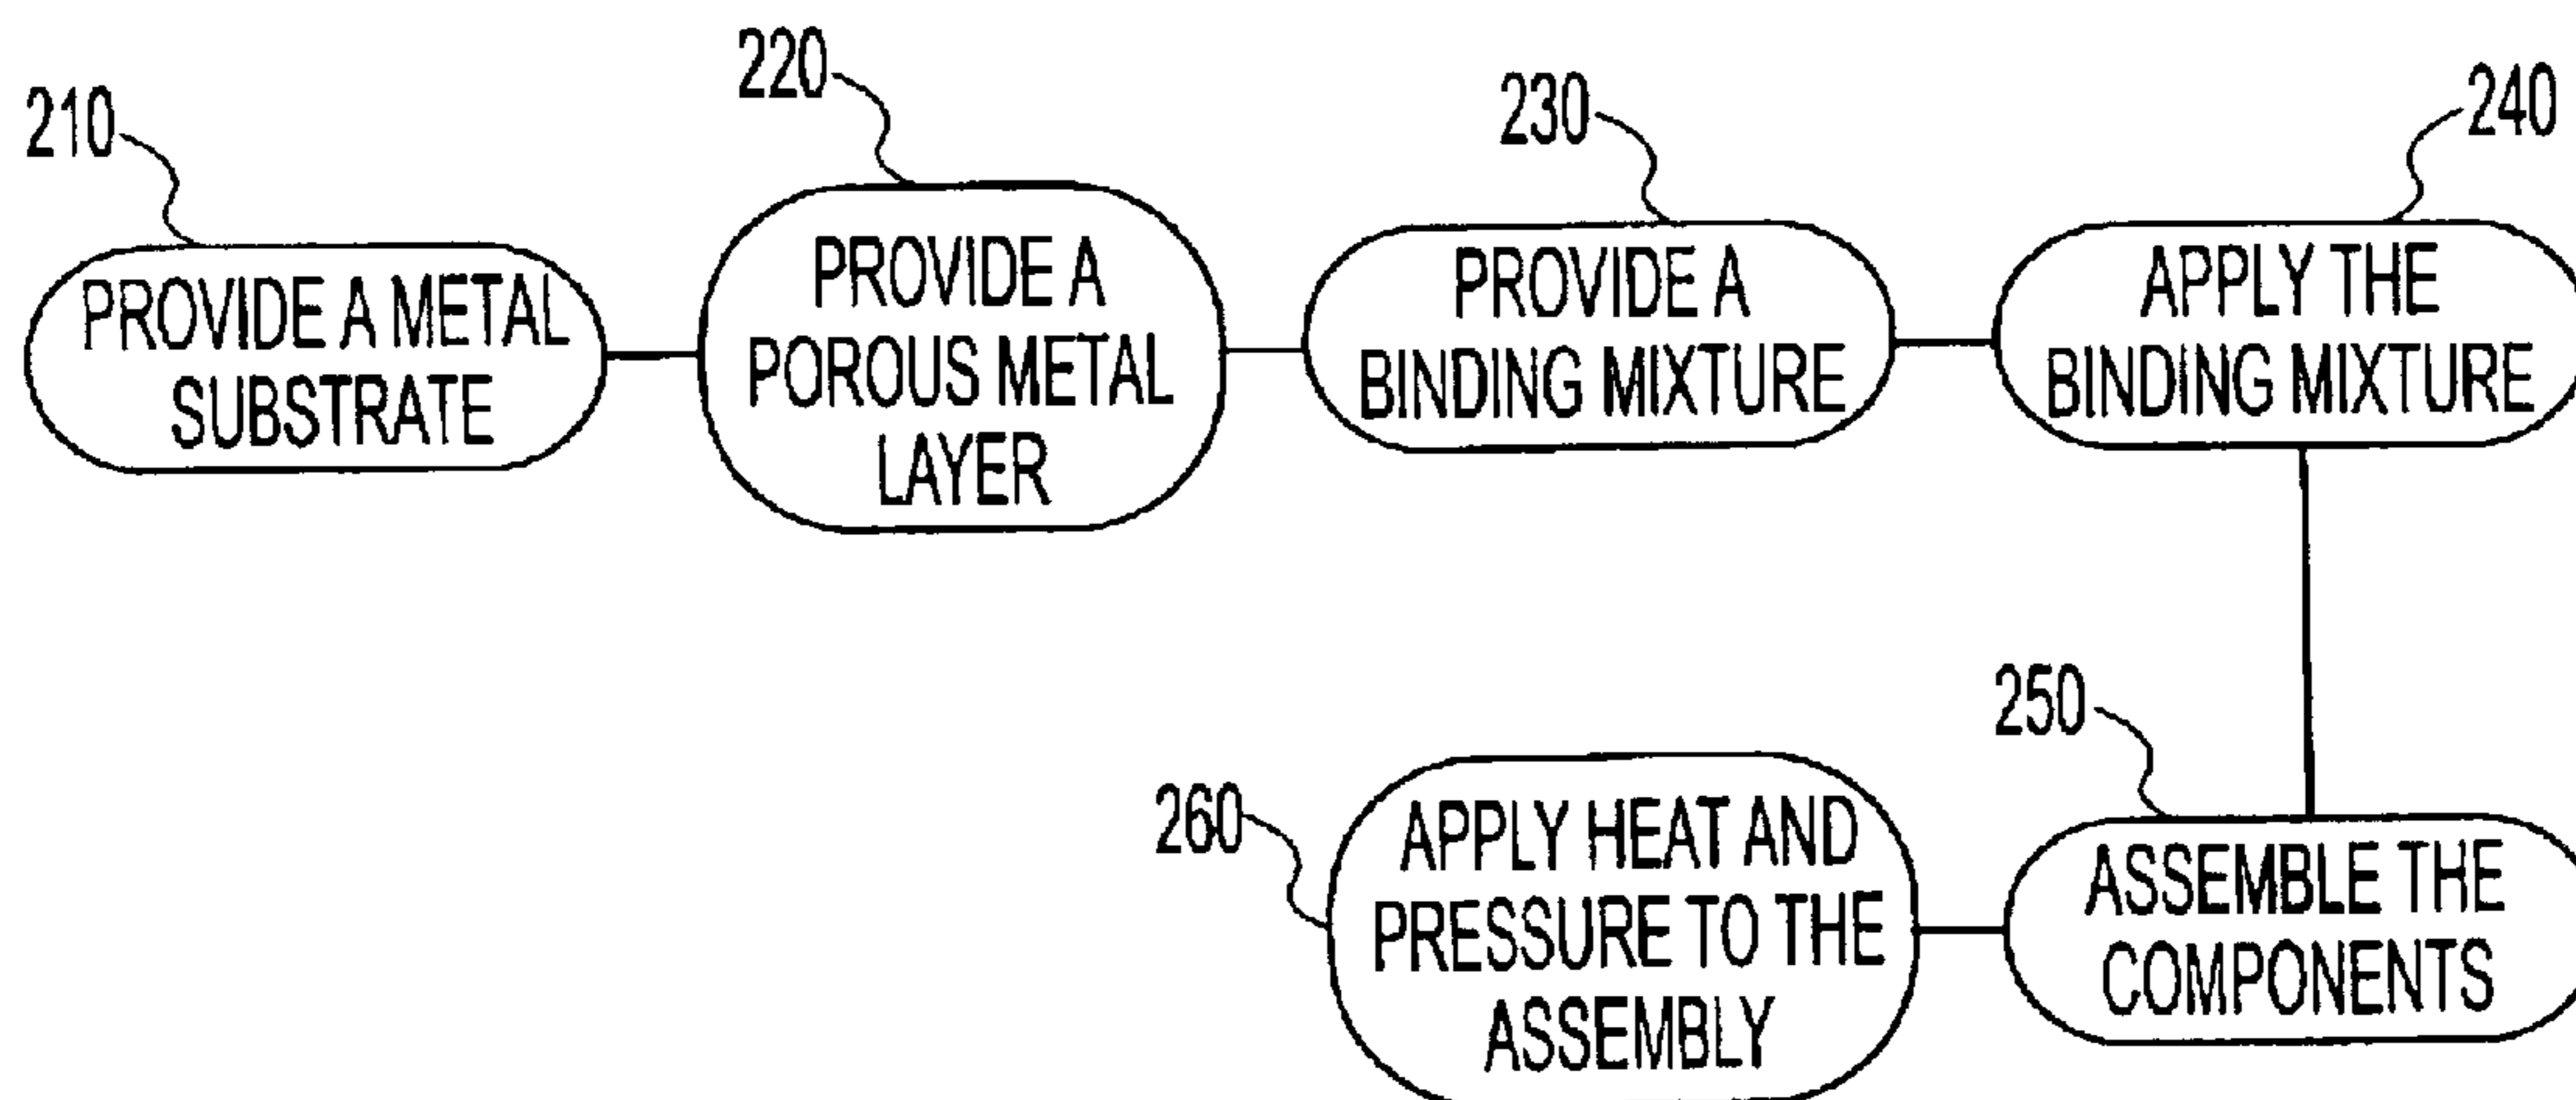 210
PROVIDE A METAL
SUBSTRATE
220
PROVIDE A
POROUS METAL
LAYER
230
PROVIDE A
BINDING MIXTURE
240
APPLY THE
BINDING MIXTURE
250
ASSEMBLE THE
COMPONENTS
260
APPLY HEAT AND
PRESSURE TO THE
ASSEMBLY